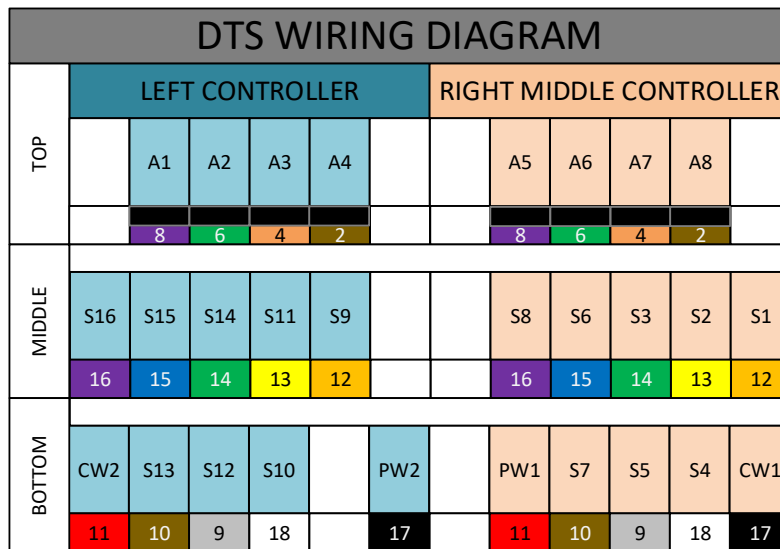 DTS WIRING DIAGRAM
LEFT CONTROLLER RIGHT MIDDLE CONTROLLER
TOP
A1 A2 A3 A4 A5 A6 A7 A8
8 6 4 2 8 6 4 2
MIDDLE
S16 S15 S14 S11 S9 S8 S6 S3 S2 S1
16 15 14 13 12 16 15 14 13 12
BOTTOM
CW2 S13 S12 S10 PW2 PW1 S7 S5 S4 CW1
11 10 9 18 17 11 10 9 18 17